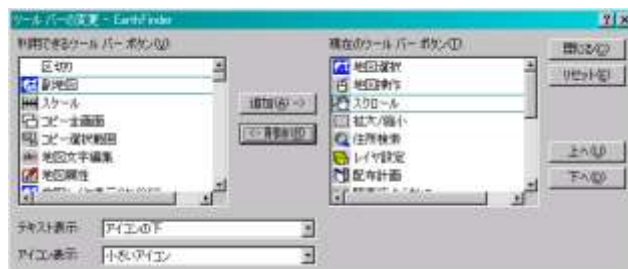 ツール バーの変更 - EarthFinder
利用できるツール バー ボタン(V)
区切り
副地図
スケール
コピー全画面
コピー選択範囲
地図文字編集
地図属性
追加(A) ->
<- 削除(R)
現在のツール バー ボタン(T)
地図選択
地図操作
スクロール
拡大/縮小
住所検索
レイヤ設定
配布計画
閉じる(C)
リセット(E)
上へ(U)
下へ(D)
テキスト表示
アイコンの下
アイコン表示
小さいアイコン